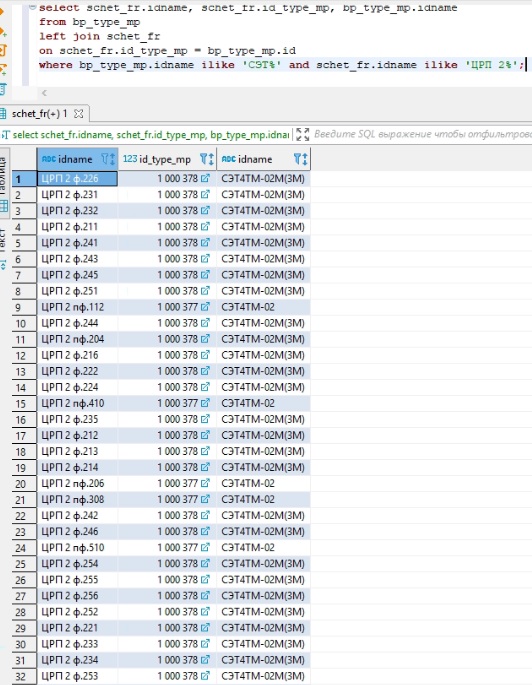 select schet_fr.idname, schet_fr.id_type_mp, bp_type_mp.idname
from bp_type_mp
left join schet_fr
on schet_fr.id_type_mp = bp_type_mp.id
where bp_type_mp.idname ilike 'СЭТ%' and schet_fr.idname ilike 'ЦРП 2%';
schet_fr(+) 1
select schet_fr.idname, schet_fr.id_type_mp, bp_type_mp.idnar Введите SQL выражение чтобы отфильтрова
Таблица
Текст
ABC idname 123 id_type_mp ABC idname
1 ЦРП 2 ф.226 1 000 378 СЭТ4ТМ-02М(3М)
2 ЦРП 2 ф.231 1 000 378 СЭТ4ТМ-02М(3М)
3 ЦРП 2 ф.232 1 000 378 СЭТ4ТМ-02М(3М)
4 ЦРП 2 ф.211 1 000 378 СЭТ4ТМ-02М(3М)
5 ЦРП 2 ф.241 1 000 378 СЭТ4ТМ-02М(3М)
6 ЦРП 2 ф.243 1 000 378 СЭТ4ТМ-02М(3М)
7 ЦРП 2 ф.245 1 000 378 СЭТ4ТМ-02М(3М)
8 ЦРП 2 ф.251 1 000 378 СЭТ4ТМ-02М(3М)
9 ЦРП 2 пф.112 1 000 377 СЭТ4ТМ-02
10 ЦРП 2 ф.244 1 000 378 СЭТ4ТМ-02М(3М)
11 ЦРП 2 пф.204 1 000 378 СЭТ4ТМ-02М(3М)
12 ЦРП 2 ф.216 1 000 378 СЭТ4ТМ-02М(3М)
13 ЦРП 2 ф.222 1 000 378 СЭТ4ТМ-02М(3М)
14 ЦРП 2 ф.224 1 000 378 СЭТ4ТМ-02М(3М)
15 ЦРП 2 пф.410 1 000 377 СЭТ4ТМ-02
16 ЦРП 2 ф.235 1 000 378 СЭТ4ТМ-02М(3М)
17 ЦРП 2 ф.212 1 000 378 СЭТ4ТМ-02М(3М)
18 ЦРП 2 ф.213 1 000 378 СЭТ4ТМ-02М(3М)
19 ЦРП 2 ф.214 1 000 378 СЭТ4ТМ-02М(3М)
20 ЦРП 2 пф.206 1 000 377 СЭТ4ТМ-02
21 ЦРП 2 пф.308 1 000 377 СЭТ4ТМ-02
22 ЦРП 2 ф.242 1 000 378 СЭТ4ТМ-02М(3М)
23 ЦРП 2 ф.246 1 000 378 СЭТ4ТМ-02М(3М)
24 ЦРП 2 пф.510 1 000 377 СЭТ4ТМ-02
25 ЦРП 2 ф.254 1 000 378 СЭТ4ТМ-02М(3М)
26 ЦРП 2 ф.255 1 000 378 СЭТ4ТМ-02М(3М)
27 ЦРП 2 ф.256 1 000 378 СЭТ4ТМ-02М(3М)
28 ЦРП 2 ф.252 1 000 378 СЭТ4ТМ-02М(3М)
29 ЦРП 2 ф.221 1 000 378 СЭТ4ТМ-02М(3М)
30 ЦРП 2 ф.233 1 000 378 СЭТ4ТМ-02М(3М)
31 ЦРП 2 ф.234 1 000 378 СЭТ4ТМ-02М(3М)
32 ЦРП 2 ф.253 1 000 378 СЭТ4ТМ-02М(3М)